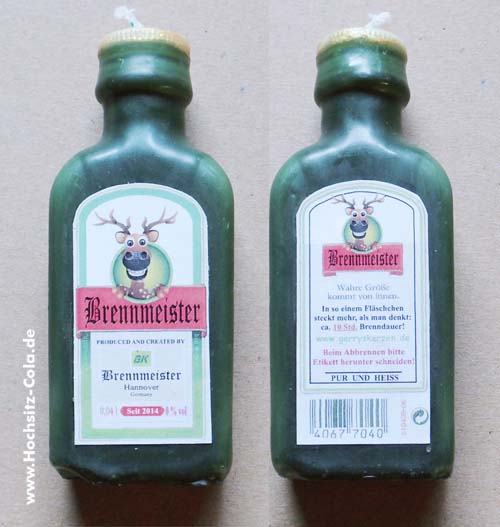 Brennmeister
PRODUCED AND CREATED BY
GK
Brennmeister
Hannover
Germany
0,04 l Seit 2014 0 % vol
Brennmeister
Wahre Größe
kommt von innen.
In so einem Fläschchen
steckt mehr, als man denkt:
ca. 10 Std. Brenndauer!
www.gerryskerzen.de
Beim Abbrennen bitte
Etikett herunter schneiden!
PUR UND HEISS
4067 7040
www.Hochsitz-Cola.de